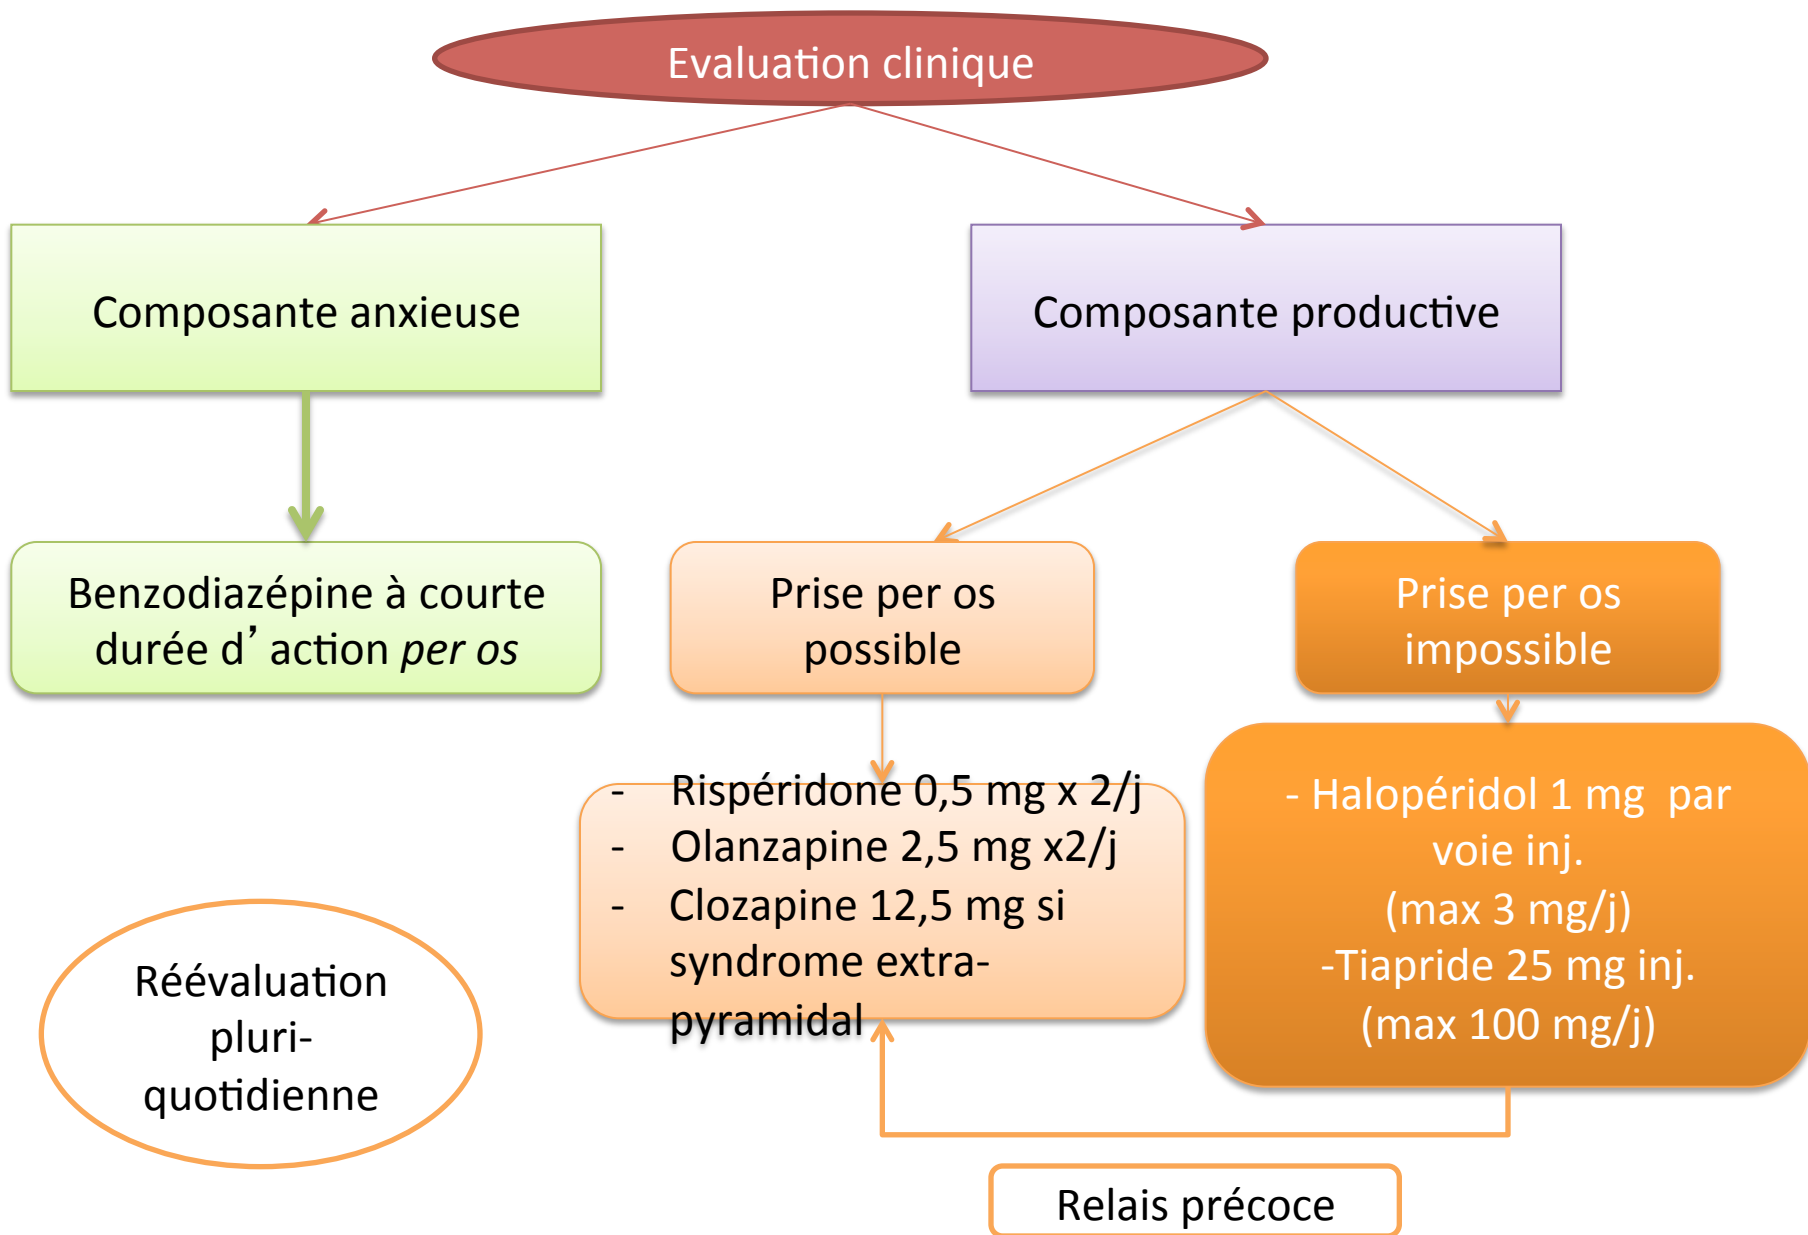 Evaluation clinique
Composante anxieuse
Composante productive
Benzodiazépine à courte
durée d’ action per os
Prise per os
possible
Prise per os
impossible
- Rispéridone 0,5 mg x 2/j
- Olanzapine 2,5 mg x2/j
- Clozapine 12,5 mg si
syndrome extra-
pyramidal
- Halopéridol 1 mg par
voie inj.
(max 3 mg/j)
-Tiapride 25 mg inj.
(max 100 mg/j)
Réévaluation
pluri-
quotidienne
Relais précoce